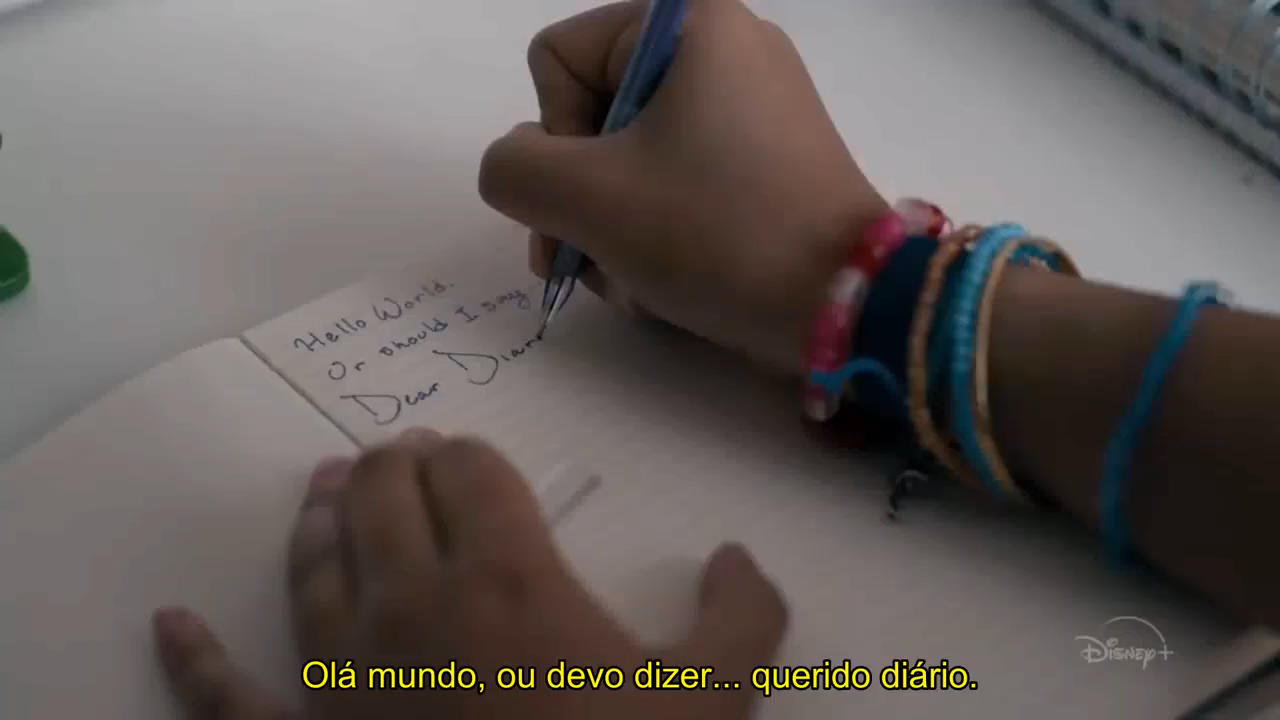 Hello World.
Or should I say
Dear Diar
Olá mundo, ou devo dizer... querido diário.
Disney+